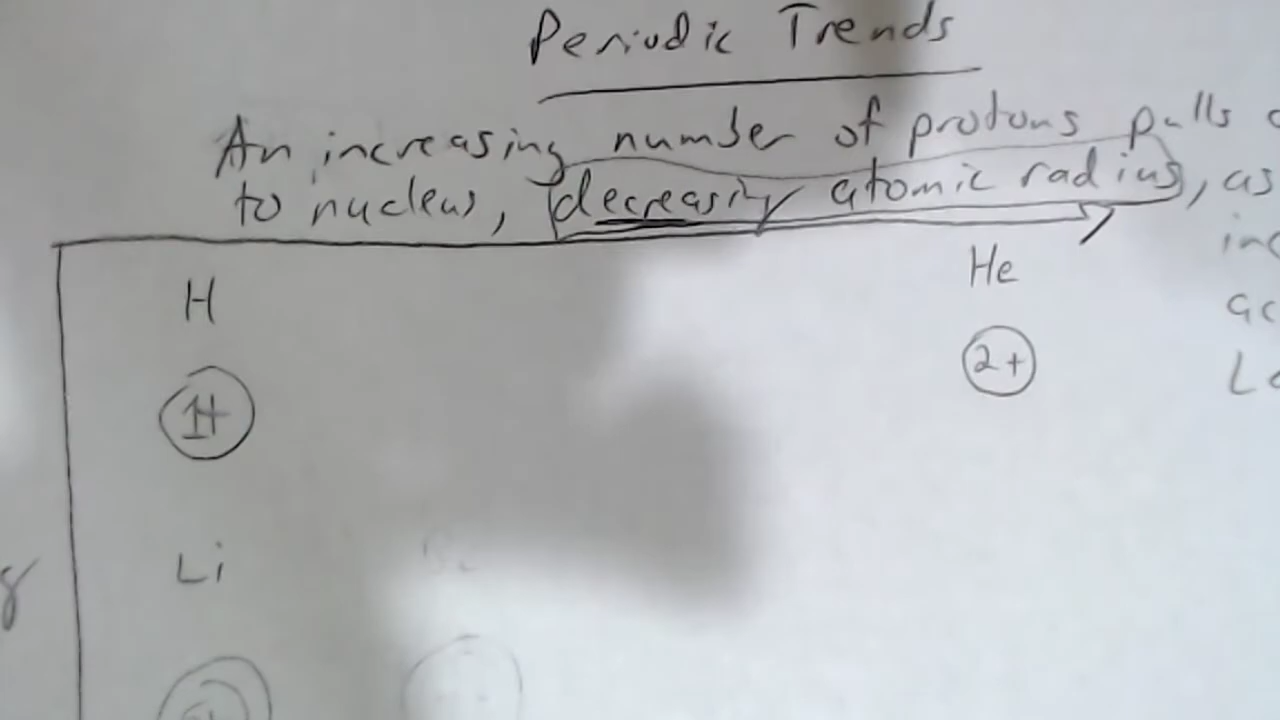 Periodic Trends
An increasing number of protons pulls
to nucleus, decreasing atomic radius, as
H
He
1+
2+
Li